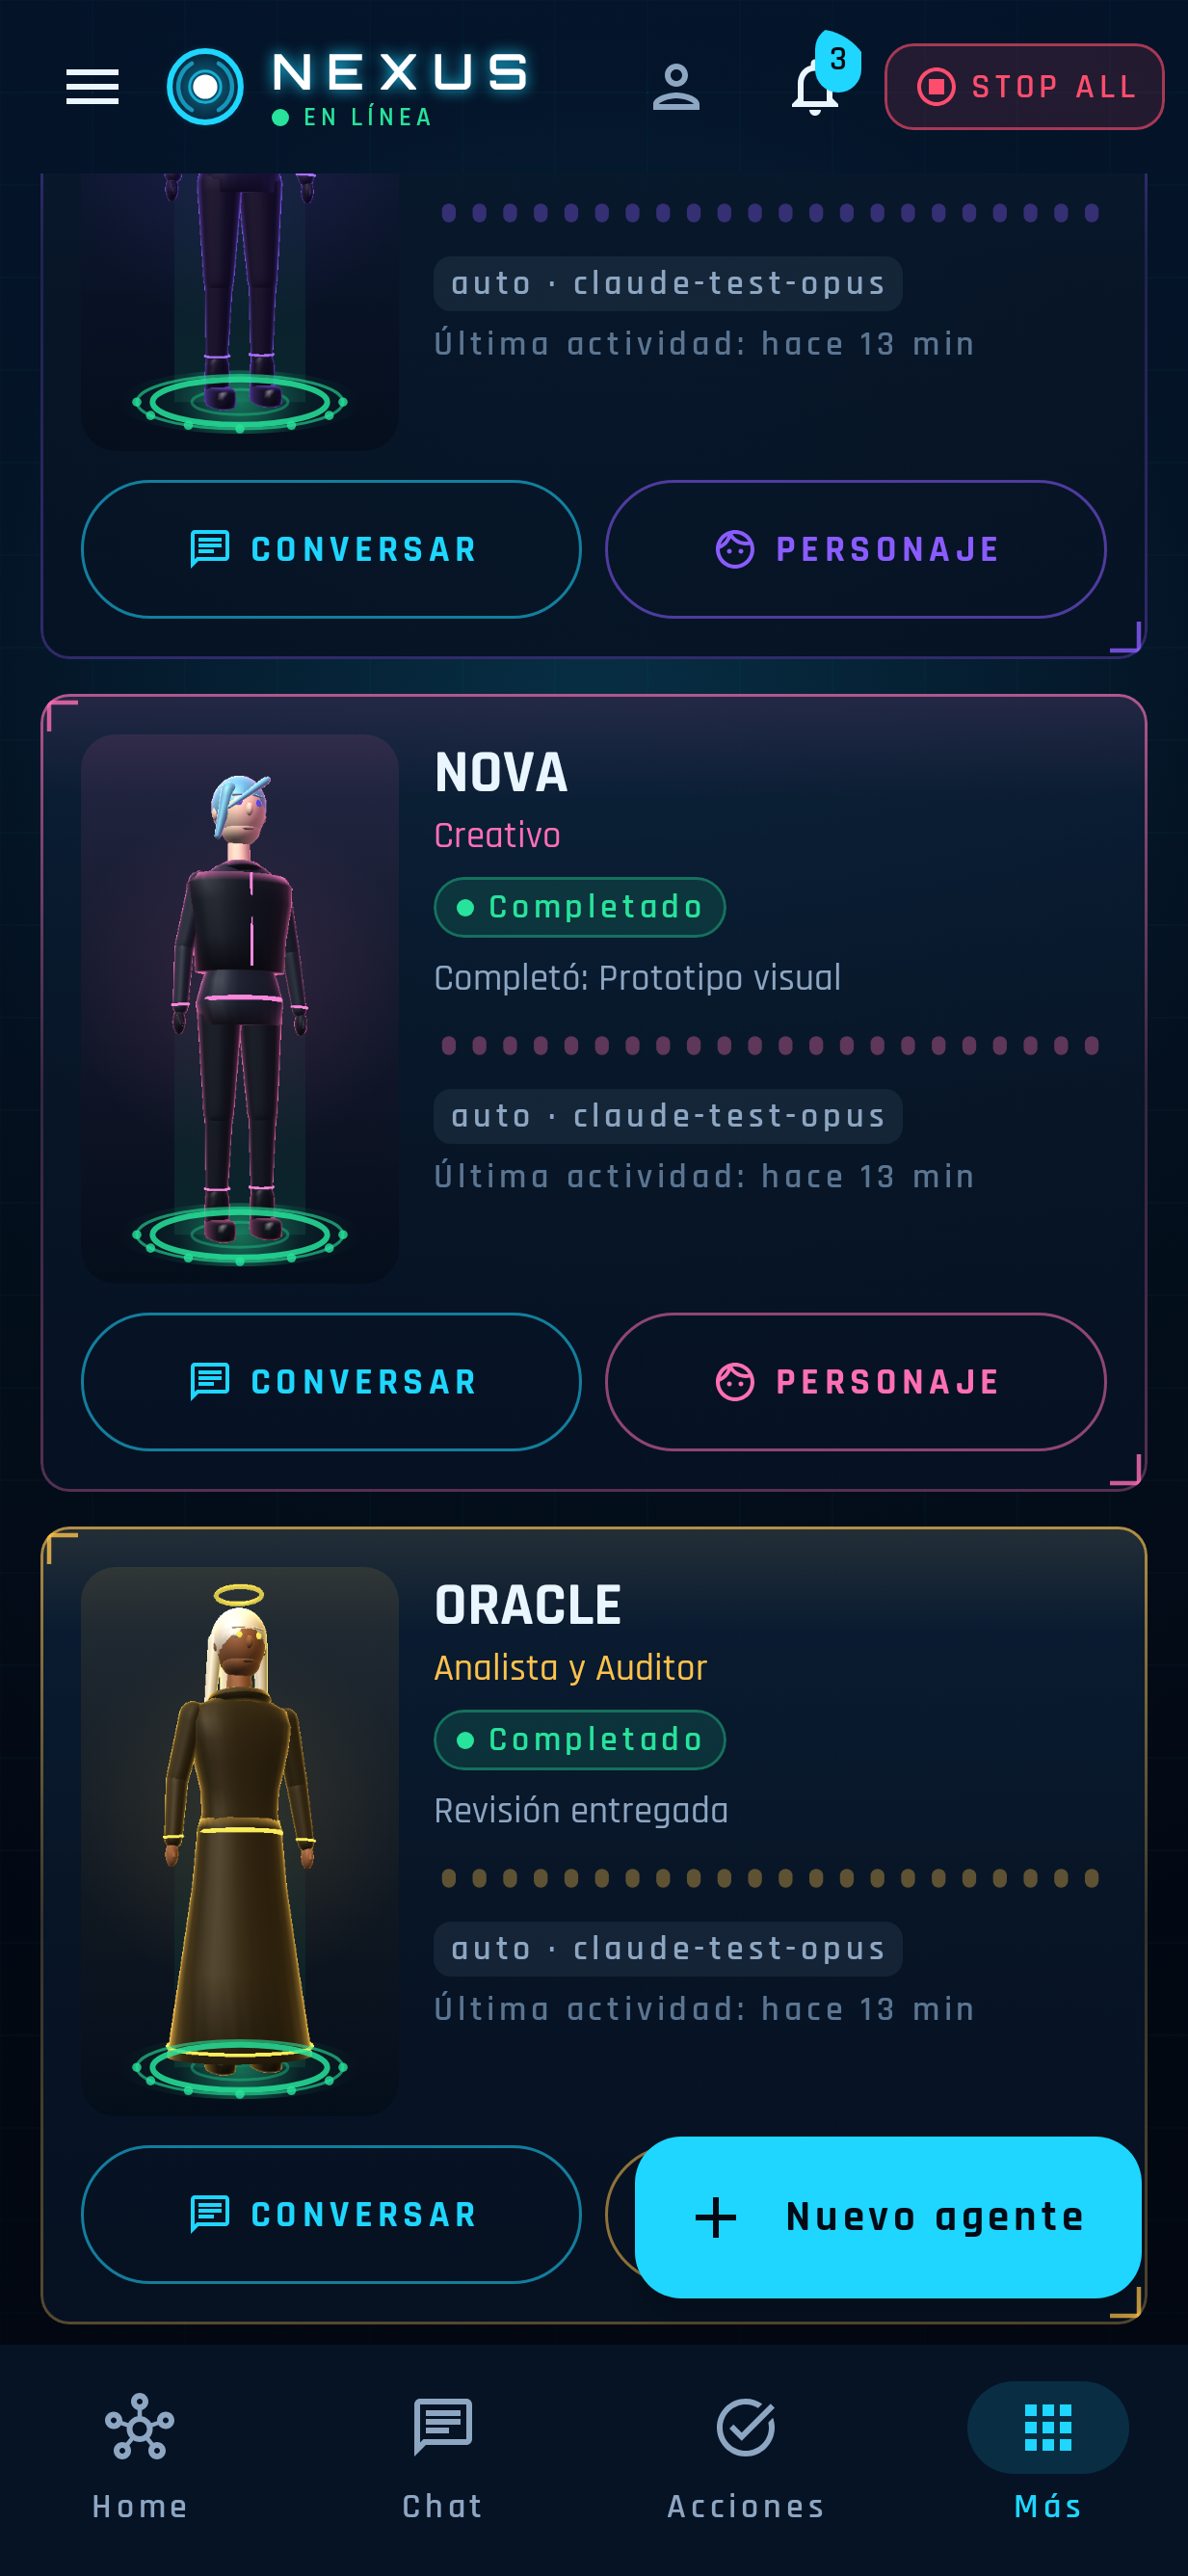 NEXUS
EN LÍNEA
3
STOP ALL
auto · claude-test-opus
Última actividad: hace 13 min
CONVERSAR
PERSONAJE
NOVA
Creativo
Completado
Completó: Prototipo visual
auto · claude-test-opus
Última actividad: hace 13 min
CONVERSAR
PERSONAJE
ORACLE
Analista y Auditor
Completado
Revisión entregada
auto · claude-test-opus
Última actividad: hace 13 min
CONVERSAR
Nuevo agente
Home
Chat
Acciones
Más